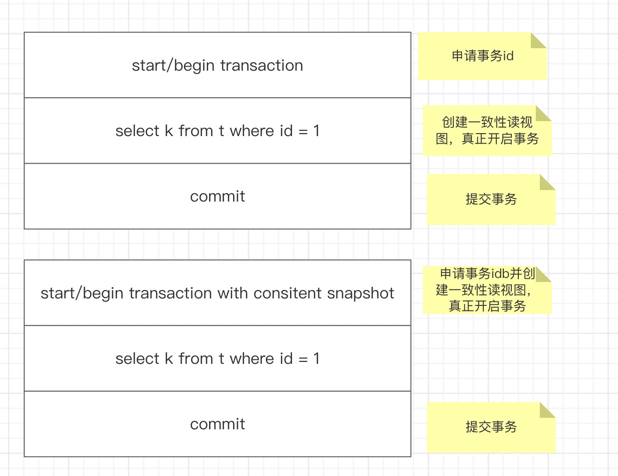 start/begin transaction
申请事务id
select k from t where id = 1
创建一致性读视
图，真正开启事务
commit
提交事务
start/begin transaction with consitent snapshot
申请事务idb并创
建一致性读视图，
真正开启事务
select k from t where id = 1
commit
提交事务